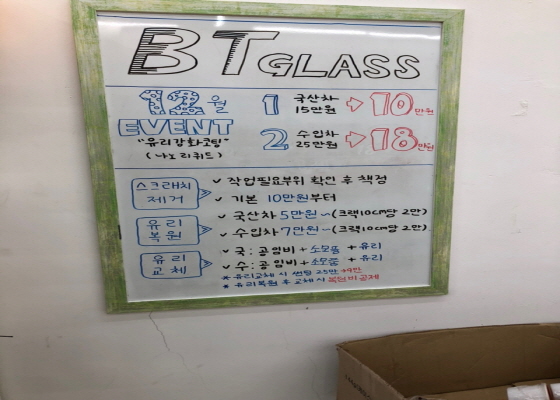 BT GLASS
12월
EVENT
"유리강화코팅"
(나노리퀴드)
1 국산차 15만원 → 10만원
2 수입차 25만원 → 18만원
스크래치 제거
✓ 작업필요부위 확인 후 책정
✓ 기본 10만원부터
유리 복원
✓ 국산차 5만원~(크랙10cm당 2만)
✓ 수입차 7만원~(크랙10cm당 2만)
유리 교체
✓ 국: 공임비 + 소모품 + 유리
✓ 수: 공임비 + 소모품 + 유리
* 유리교체 시 썬팅
* 유리복원 후 교체시 복원비 공제